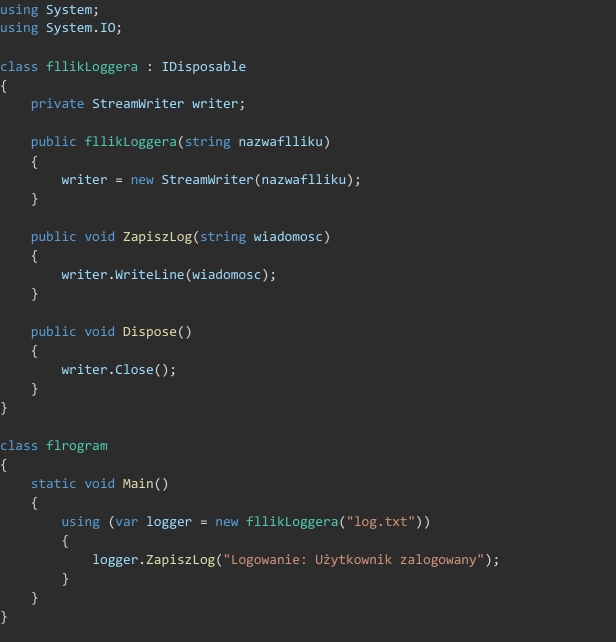 using System;
using System.IO;
class fllikLoggera : IDisposable
{
private StreamWriter writer;
public fllikLoggera(string nazwaflliku)
{
writer = new StreamWriter(nazwaflliku);
}
public void ZapiszLog(string wiadomosc)
{
writer.WriteLine(wiadomosc);
}
public void Dispose()
{
writer.Close();
}
}
class flrogram
{
static void Main()
{
using (var logger = new fllikLoggera("log.txt"))
{
logger.ZapiszLog("Logowanie: Użytkownik zalogowany");
}
}
}